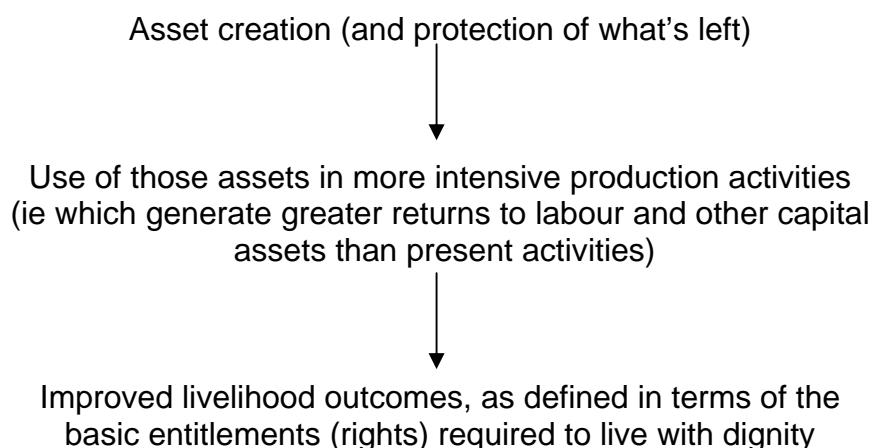 Asset creation (and protection of what’s left)
Use of those assets in more intensive production activities
(ie which generate greater returns to labour and other capital
assets than present activities)
Improved livelihood outcomes, as defined in terms of the
basic entitlements (rights) required to live with dignity